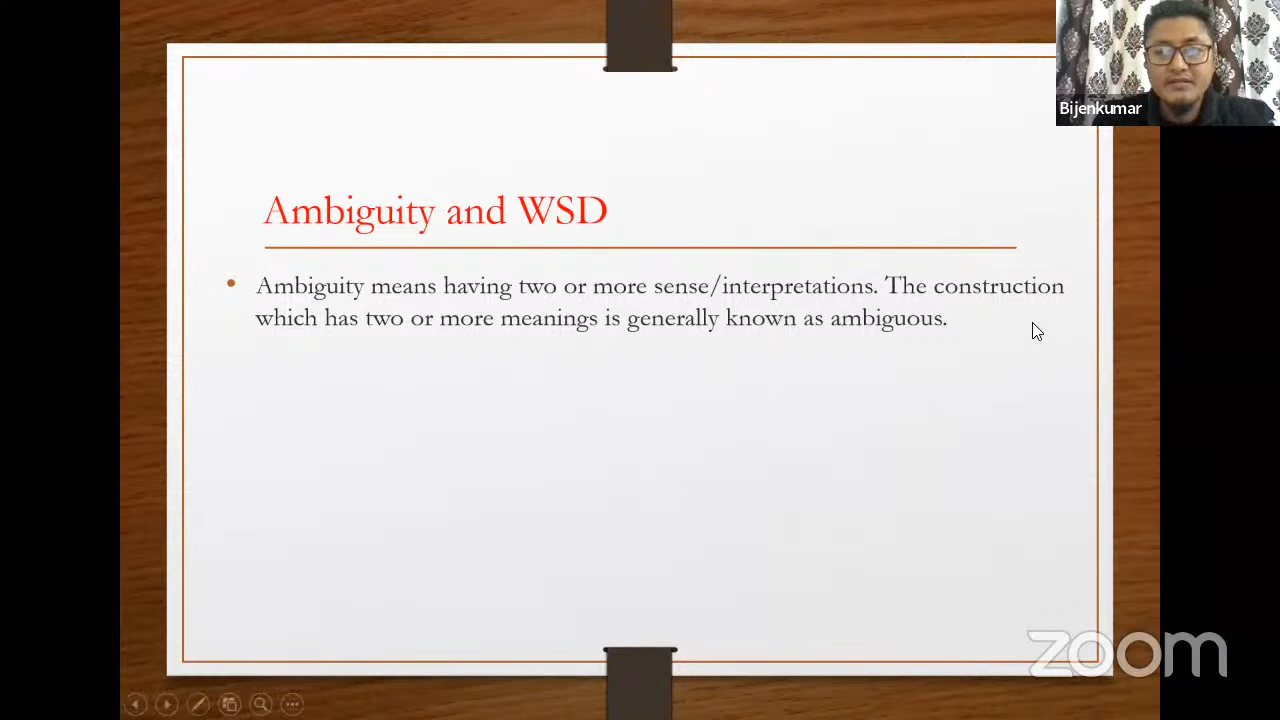 Bijenkumar
Ambiguity and WSD
• Ambiguity means having two or more sense/interpretations. The construction
which has two or more meanings is generally known as ambiguous.
zoom